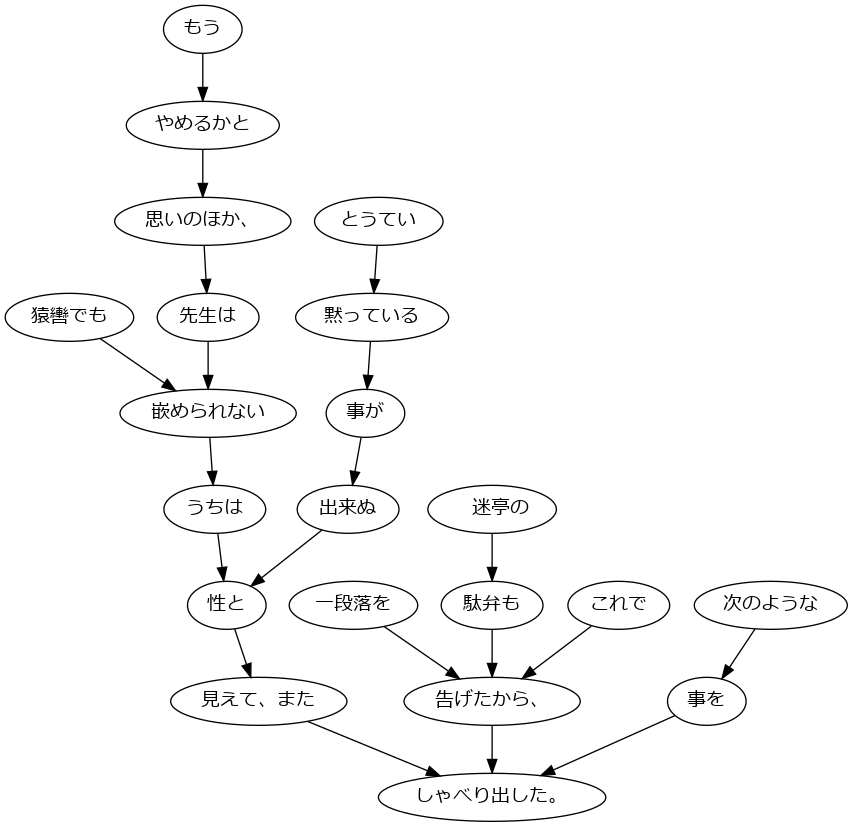 もう
やめるかと
思いのほか、
とうてい
猿轡でも
先生は
黙っている
嵌められない
事が
うちは
出来ぬ
迷亭の
性と
一段落を
駄弁も
これで
次のような
見えて、また
告げたから、
事を
しゃべり出した。